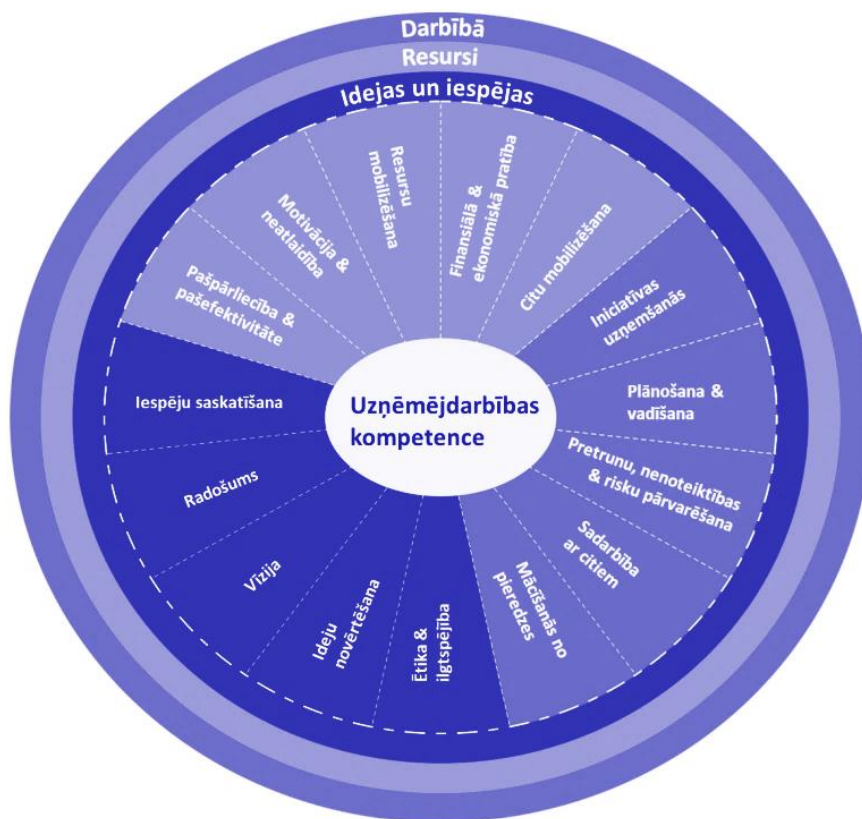 Darbībā
Resursi
Idejas un iespējas
Pašpārliecība &
pašefektivitāte
Motivācija &
neatlaidība
Resursu
mobilizēšana
Finansiālā &
ekonomiskā pratība
Citu mobilizēšana
Iniciatīvas
uzņemšanās
Plānošana &
vadīšana
Pretrunu, nenoteiktības
& risku pārvarēšana
Sadarbība
ar citiem
Mācīšanās no
pieredzes
Ētika &
ilgtspējība
Ideju
novērtēšana
Vīzija
Radošums
Iespēju saskatīšana
Uzņēmējdarbības
kompetence